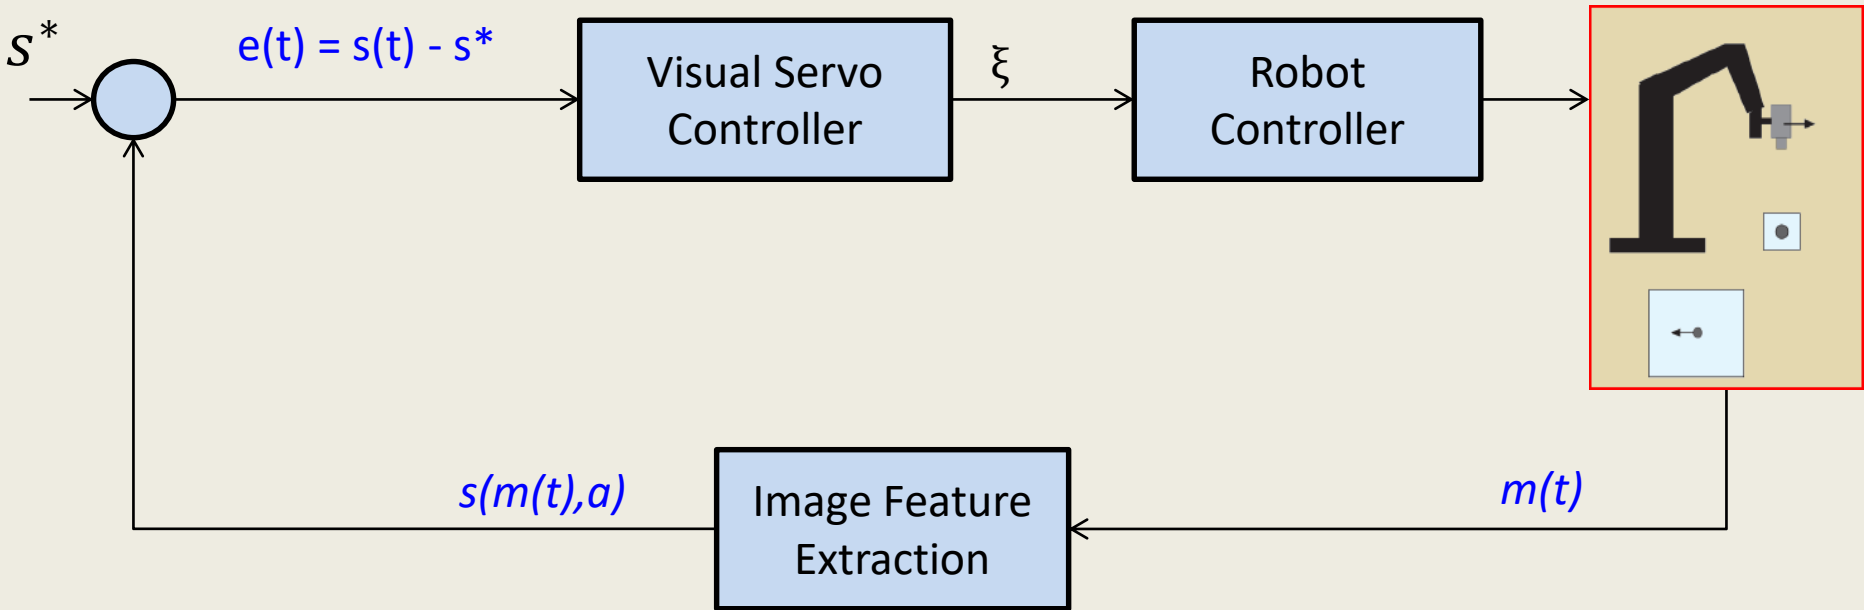 s*
e(t) = s(t) - s*
Visual Servo
Controller
ξ
Robot
Controller
s(m(t),a)
Image Feature
Extraction
m(t)